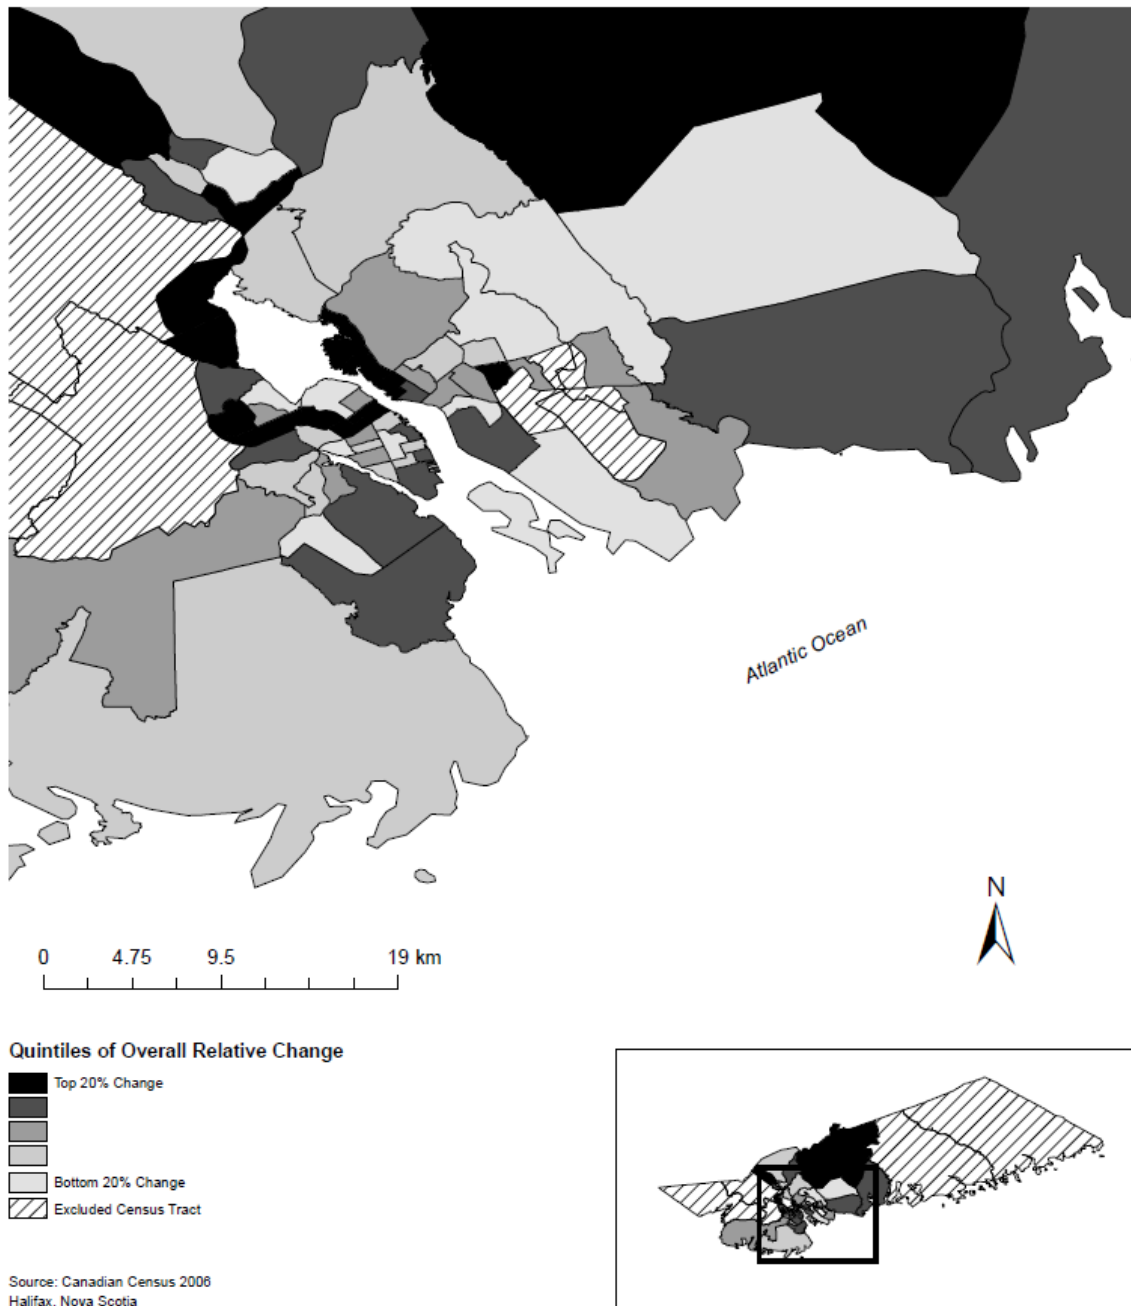 Atlantic Ocean
N
0 4.75 9.5 19 km
Quintiles of Overall Relative Change
Top 20% Change
Bottom 20% Change
Excluded Census Tract
Source: Canadian Census 2006
Halifax, Nova Scotia